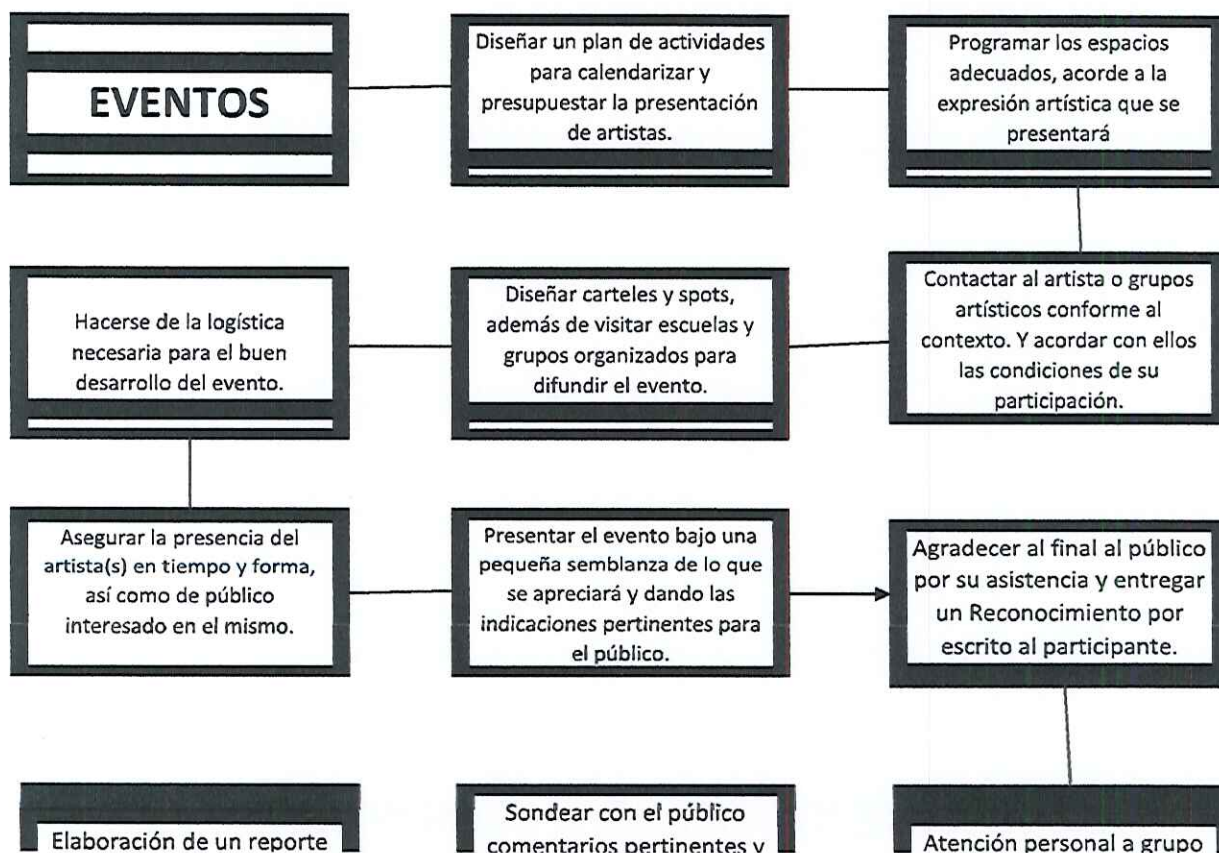 EVENTOS
Diseñar un plan de actividades
para calendarizar y
presupuestar la presentación
de artistas.
Programar los espacios
adecuados, acorde a la
expresión artística que se
presentará
Contactar al artista o grupos
artísticos conforme al
contexto. Y acordar con ellos
las condiciones de su
participación.
Diseñar carteles y spots,
además de visitar escuelas y
grupos organizados para
difundir el evento.
Hacerse de la logística
necesaria para el buen
desarrollo del evento.
Asegurar la presencia del
artista(s) en tiempo y forma,
así como de público
interesado en el mismo.
Presentar el evento bajo una
pequeña semblanza de lo que
se apreciará y dando las
indicaciones pertinentes para
el público.
Agradecer al final al público
por su asistencia y entregar
un Reconocimiento por
escrito al participante.
Atención personal a grupo
Sondear con el público
comentarios pertinentes y
Elaboración de un reporte